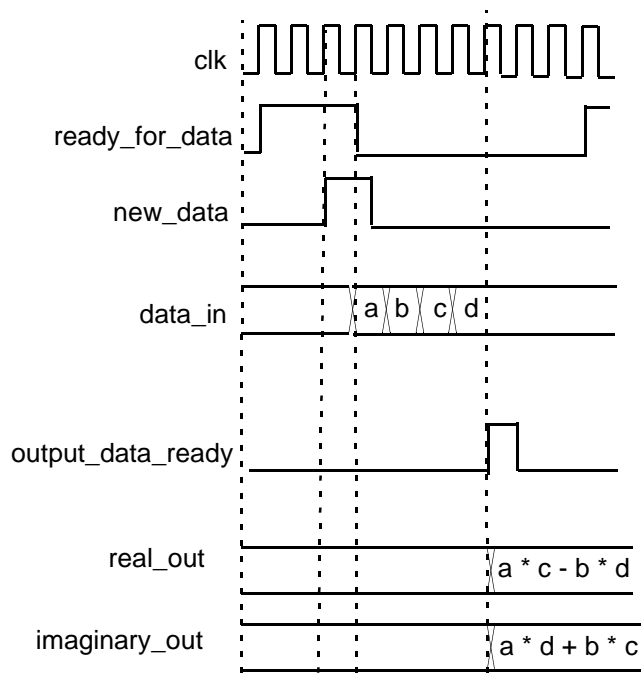 clk
ready_for_data
new_data
data_in
a
b
c
d
output_data_ready
real_out
a * c - b * d
imaginary_out
a * d + b * c